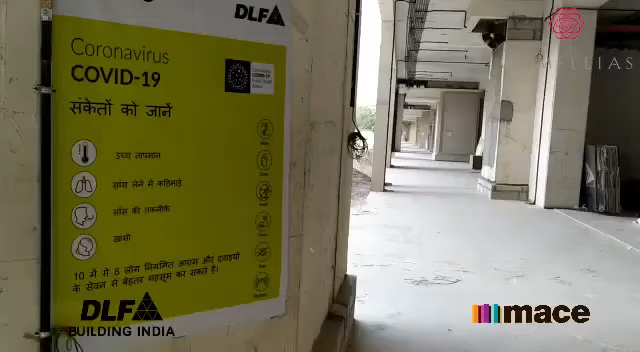 DLF
Coronavirus
COVID-19
संकेतों को जानें
उच्च तापमान
सांस लेने में कठिनाई
साँस की तकलीफ
खांसी
10 में से 8 लोग नियमित आराम और दवाइयों
के सेवन से बेहतर महसूस कर सकते हैं।
DLF
BUILDING INDIA
mace